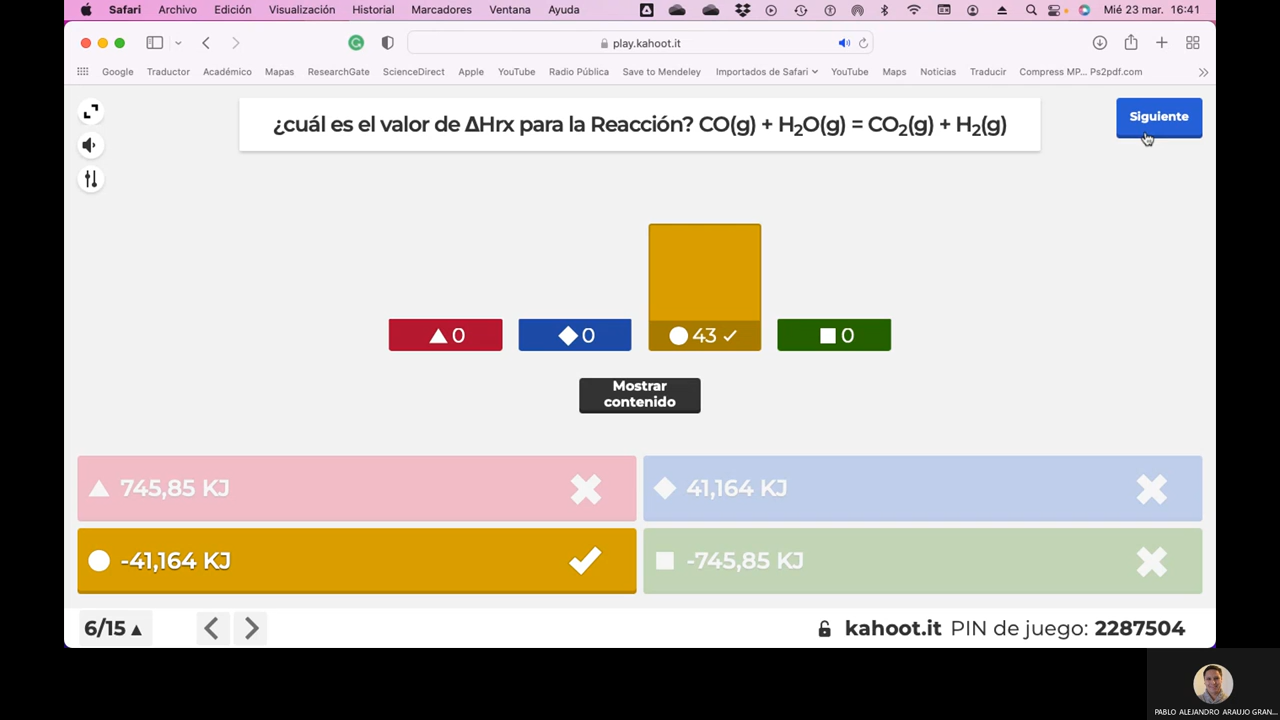 Safari Archivo Edición Visualización Historial Marcadores Ventana Ayuda Mié 23 mar. 16:41
play.kahoot.it
Google Traductor Académico Mapas ResearchGate ScienceDirect Apple YouTube Radio Pública Save to Mendeley Importados de Safari YouTube Maps Noticias Traducir Compress MP... Ps2pdf.com
¿cuál es el valor de ΔHrx para la Reacción? CO(g) + H₂O(g) = CO₂(g) + H₂(g)
Siguiente
0 0 43 0
Mostrar
contenido
745,85 KJ
41,164 KJ
-41,164 KJ
-745,85 KJ
6/15
kahoot.it PIN de juego: 2287504
PABLO ALEJANDRO ARAUJO GRAN...